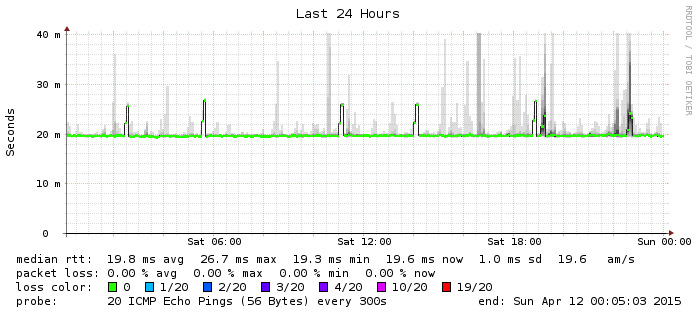 Last 24 Hours
RRDTOOL / TOBI OETIKER
Seconds
40 m
30 m
20 m
10 m
0
Sat 06:00 Sat 12:00 Sat 18:00 Sun 00:00
median rtt: 19.8 ms avg 26.7 ms max 19.3 ms min 19.6 ms now 1.0 ms sd 19.6 am/s
packet loss: 0.00 % avg 0.00 % max 0.00 % min 0.00 % now
loss color: 0 1/20 2/20 3/20 4/20 10/20 19/20
probe: 20 ICMP Echo Pings (56 Bytes) every 300s end: Sun Apr 12 00:05:03 2015